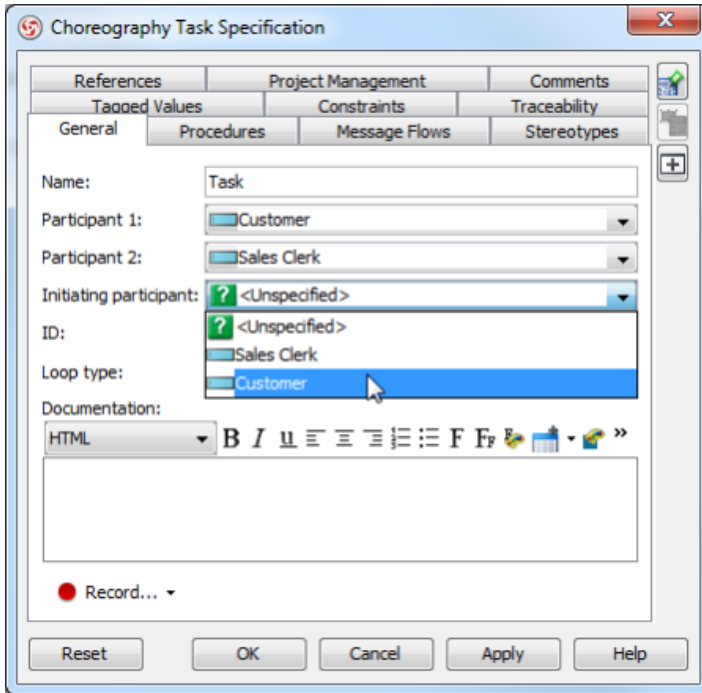 Choreography Task Specification
References Project Management Comments
Tagged Values Constraints Traceability
General Procedures Message Flows Stereotypes
Name: Task
Participant 1: Customer
Participant 2: Sales Clerk
Initiating participant: ? <Unspecified>
ID: ? <Unspecified>
Sales Clerk
Loop type: Customer
Documentation:
HTML B I u F FF »
Record...
Reset OK Cancel Apply Help